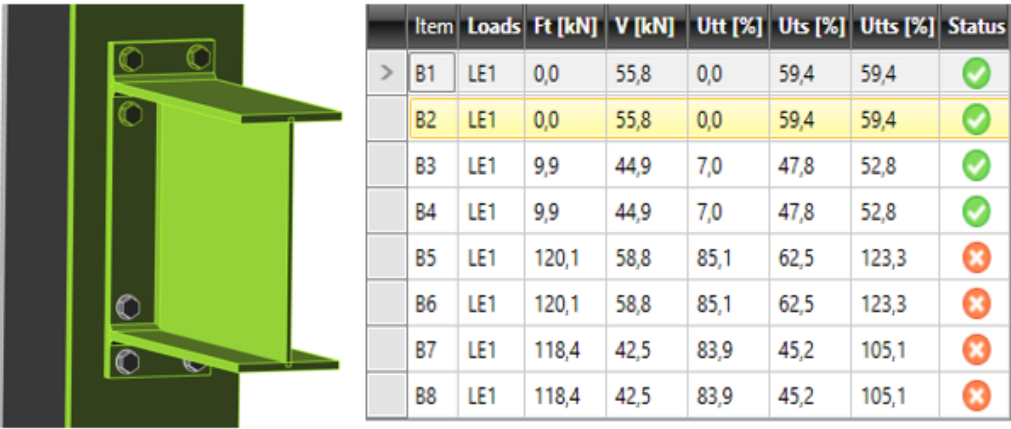 Item Loads Ft [kN] V [kN] Utt [%] Uts [%] Utts [%] Status
> B1 LE1 0,0 55,8 0,0 59,4 59,4
B2 LE1 0,0 55,8 0,0 59,4 59,4
B3 LE1 9,9 44,9 7,0 47,8 52,8
B4 LE1 9,9 44,9 7,0 47,8 52,8
B5 LE1 120,1 58,8 85,1 62,5 123,3
B6 LE1 120,1 58,8 85,1 62,5 123,3
B7 LE1 118,4 42,5 83,9 45,2 105,1
B8 LE1 118,4 42,5 83,9 45,2 105,1